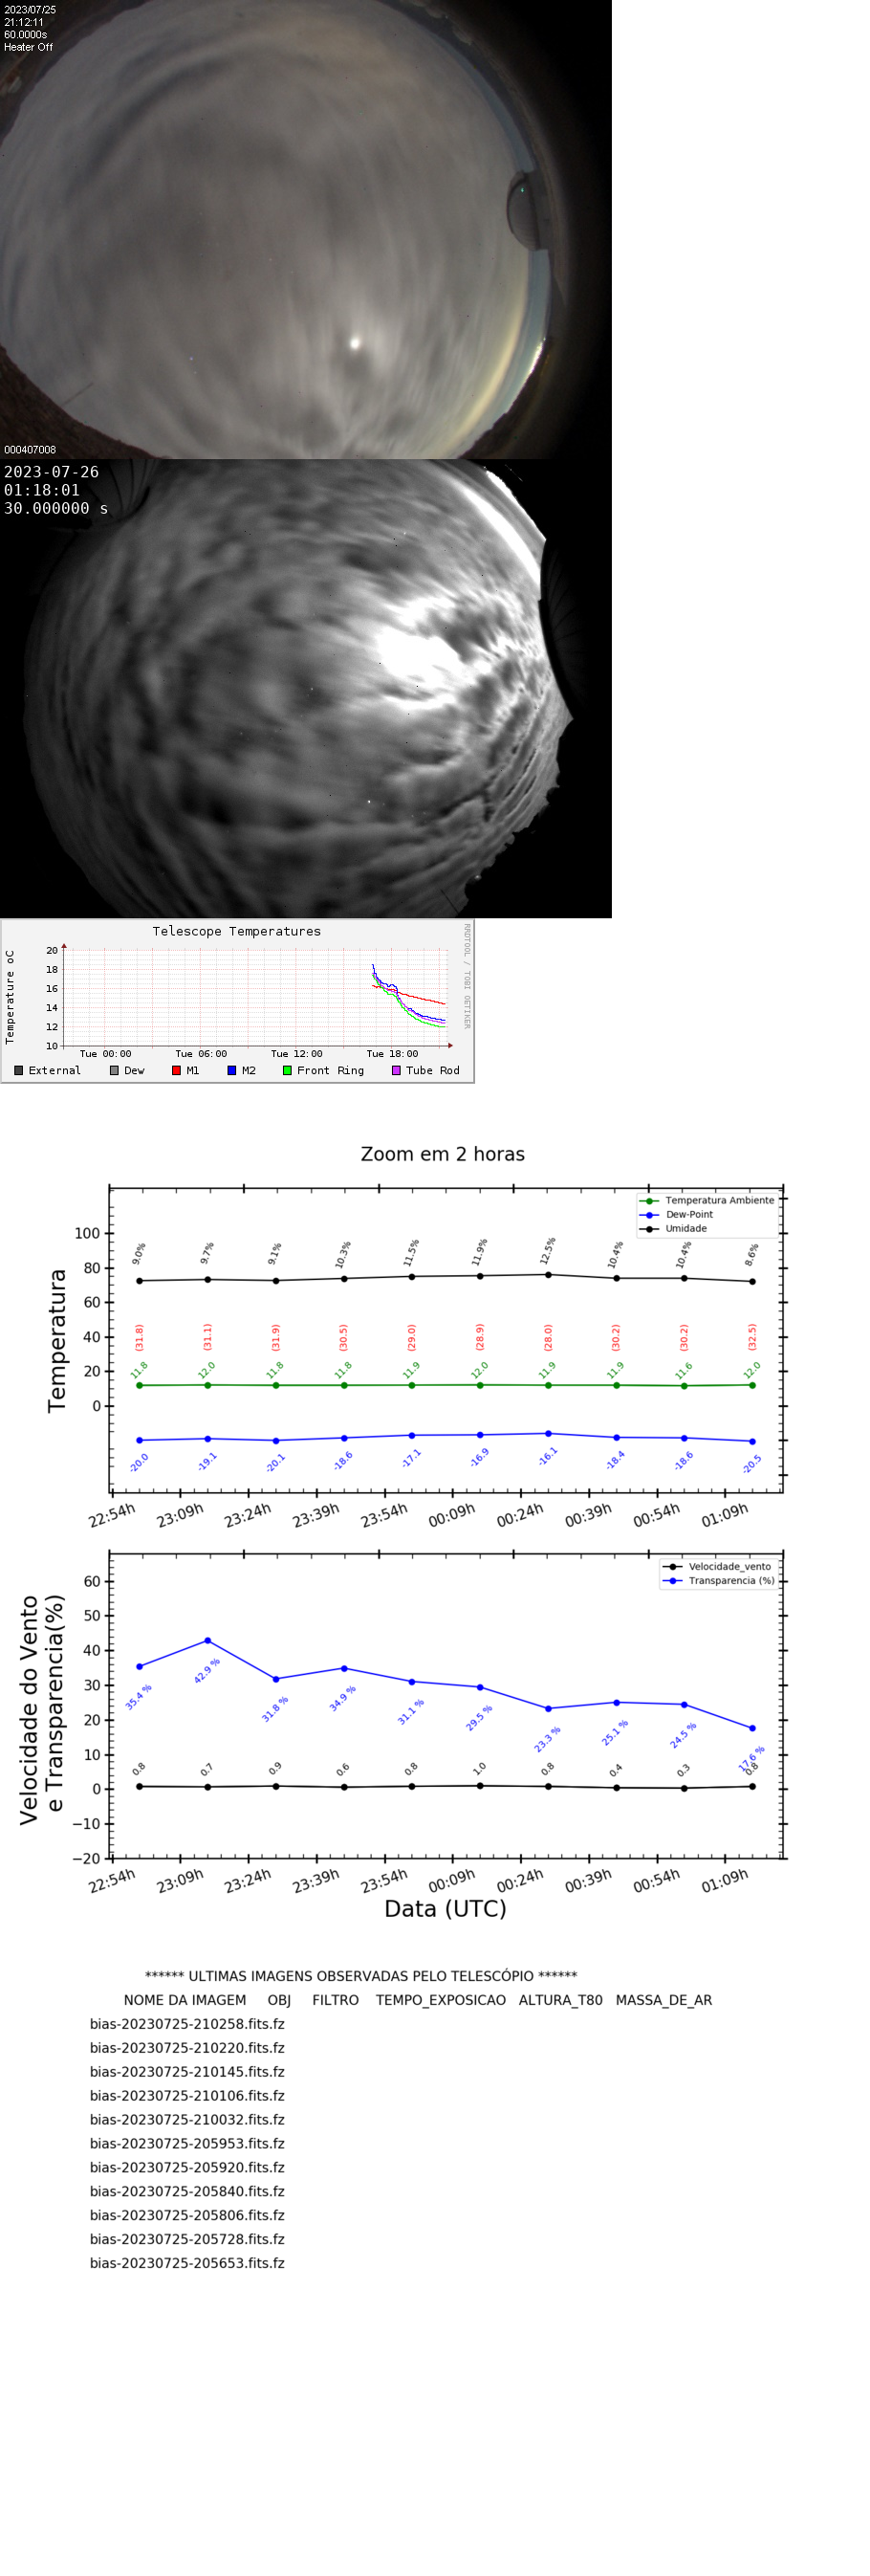 2023/07/25
21:12:11
60.0000s
Heater Off
000407008
2023-07-26
01:18:01
30.000000 s
Telescope Temperatures
RRDTOOL / TOBI OETIKER
Temperature oC
20
18
16
14
12
10
Tue 00:00 Tue 06:00 Tue 12:00 Tue 18:00
External Dew M1 M2 Front Ring Tube Rod
Zoom em 2 horas
Temperatura
100
80
60
40
20
0
Temperatura Ambiente
Dew-Point
Umidade
9.0% 9.7% 9.1% 10.3% 11.5% 11.9% 12.5% 10.4% 10.4% 8.6%
(31.8) (31.1) (31.9) (30.5) (29.0) (28.9) (28.0) (30.2) (30.2) (32.5)
11.8 12.0 11.8 11.8 11.9 12.0 11.9 11.9 11.6 12.0
-20.0 -19.1 -20.1 -18.6 -17.1 -16.9 -16.1 -18.4 -18.6 -20.5
22:54h 23:09h 23:24h 23:39h 23:54h 00:09h 00:24h 00:39h 00:54h 01:09h
Velocidade do Vento
e Transparencia(%)
60
50
40
30
20
10
0
−10
−20
Velocidade_vento
Transparencia (%)
35.4 % 42.9 % 31.8 % 34.9 % 31.1 % 29.5 % 23.3 % 25.1 % 24.5 % 17.6 %
0.8 0.7 0.9 0.6 0.8 1.0 0.8 0.4 0.3 0.8
22:54h 23:09h 23:24h 23:39h 23:54h 00:09h 00:24h 00:39h 00:54h 01:09h
Data (UTC)
****** ULTIMAS IMAGENS OBSERVADAS PELO TELESCÓPIO ******
NOME DA IMAGEM OBJ FILTRO TEMPO_EXPOSICAO ALTURA_T80 MASSA_DE_AR
bias-20230725-210258.fits.fz
bias-20230725-210220.fits.fz
bias-20230725-210145.fits.fz
bias-20230725-210106.fits.fz
bias-20230725-210032.fits.fz
bias-20230725-205953.fits.fz
bias-20230725-205920.fits.fz
bias-20230725-205840.fits.fz
bias-20230725-205806.fits.fz
bias-20230725-205728.fits.fz
bias-20230725-205653.fits.fz